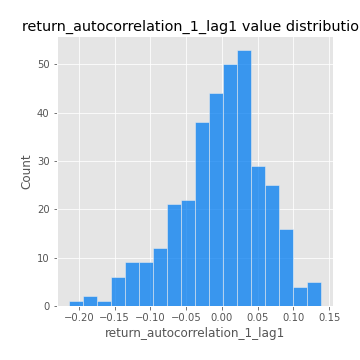 return_autocorrelation_1_lag1 value distributio
50
40
30
20
10
0
Count
−0.20 −0.15 −0.10 −0.05 0.00 0.05 0.10 0.15
return_autocorrelation_1_lag1